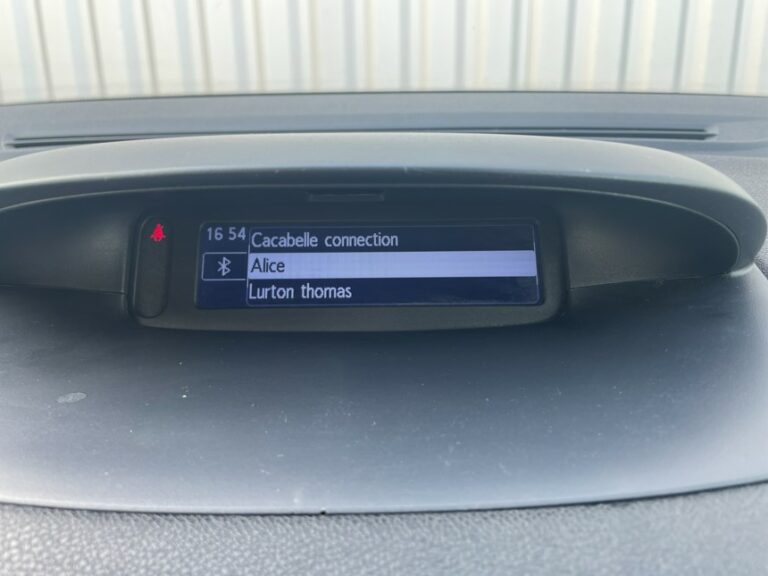 16 54
Cacabelle connection
Alice
Lurton thomas